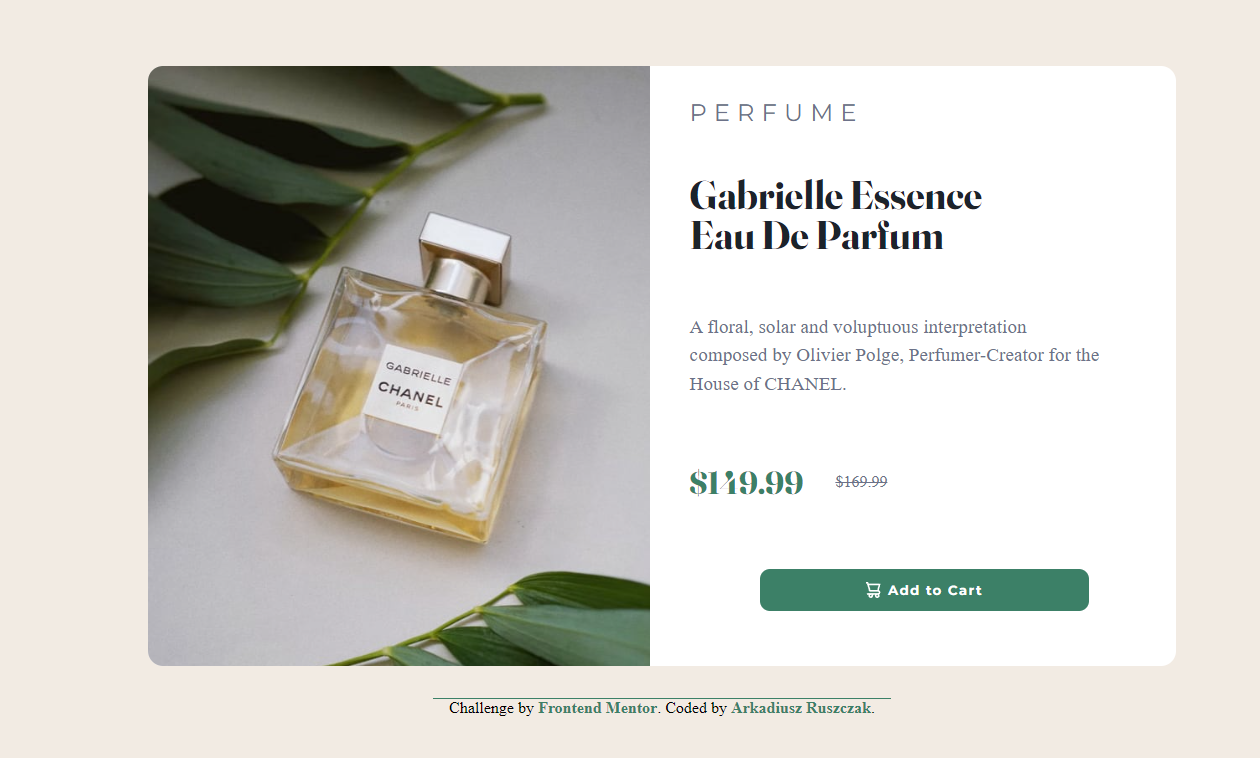 GABRIELLE
CHANEL
PARIS
PERFUME
Gabrielle Essence
Eau De Parfum
A floral, solar and voluptuous interpretation
composed by Olivier Polge, Perfumer-Creator for the
House of CHANEL.
$149.99 $169.99
Add to Cart
Challenge by Frontend Mentor. Coded by Arkadiusz Ruszczak.